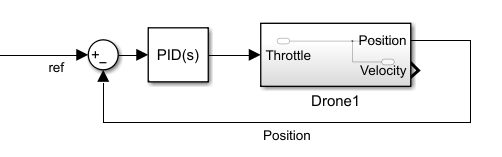 ref
+
−
PID(s)
Throttle
Position
Velocity
Drone1
Position